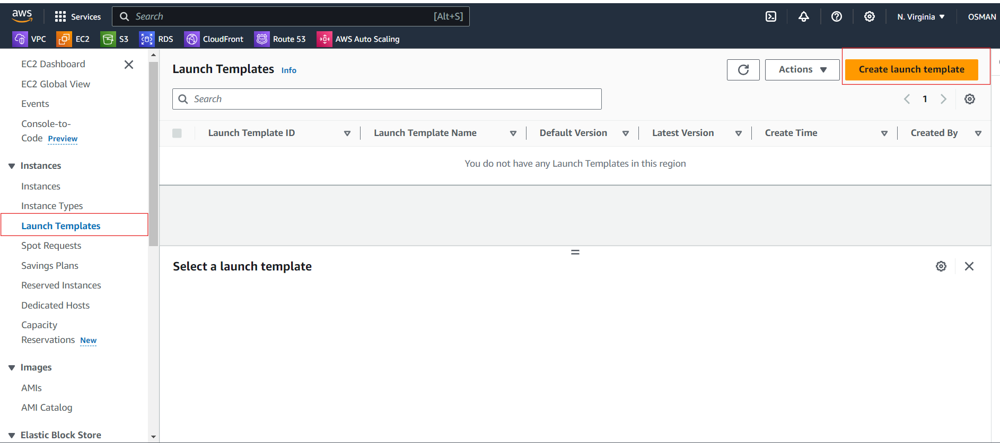 aws
Services
Search
[Alt+S]
N. Virginia
OSMAN
VPC
EC2
S3
RDS
CloudFront
Route 53
AWS Auto Scaling
EC2 Dashboard
EC2 Global View
Events
Console-to-
Code Preview
Instances
Instances
Instance Types
Launch Templates
Spot Requests
Savings Plans
Reserved Instances
Dedicated Hosts
Capacity
Reservations New
Images
AMIs
AMI Catalog
Elastic Block Store
Launch Templates Info
Actions
Create launch template
Search
1
Launch Template ID
Launch Template Name
Default Version
Latest Version
Create Time
Created By
You do not have any Launch Templates in this region
Select a launch template